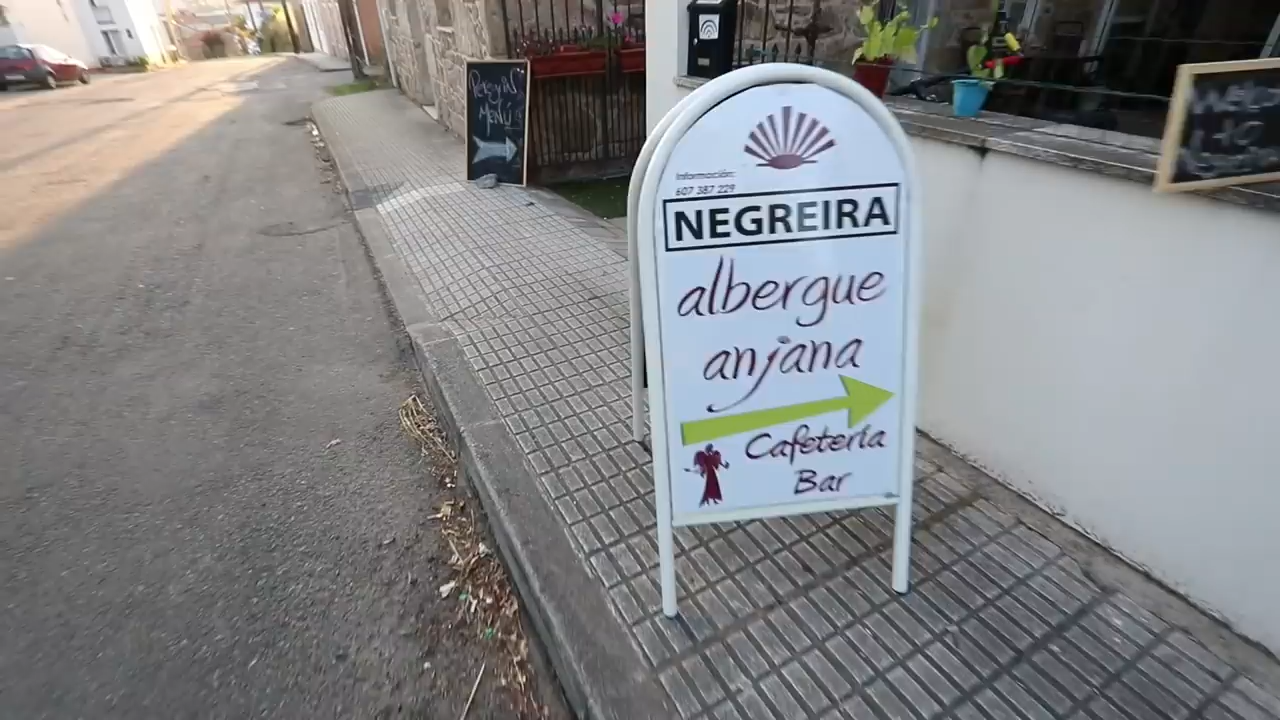 Información:
607 387 229
NEGREIRA
albergue
anjana
Cafetería
Bar
MENÚ